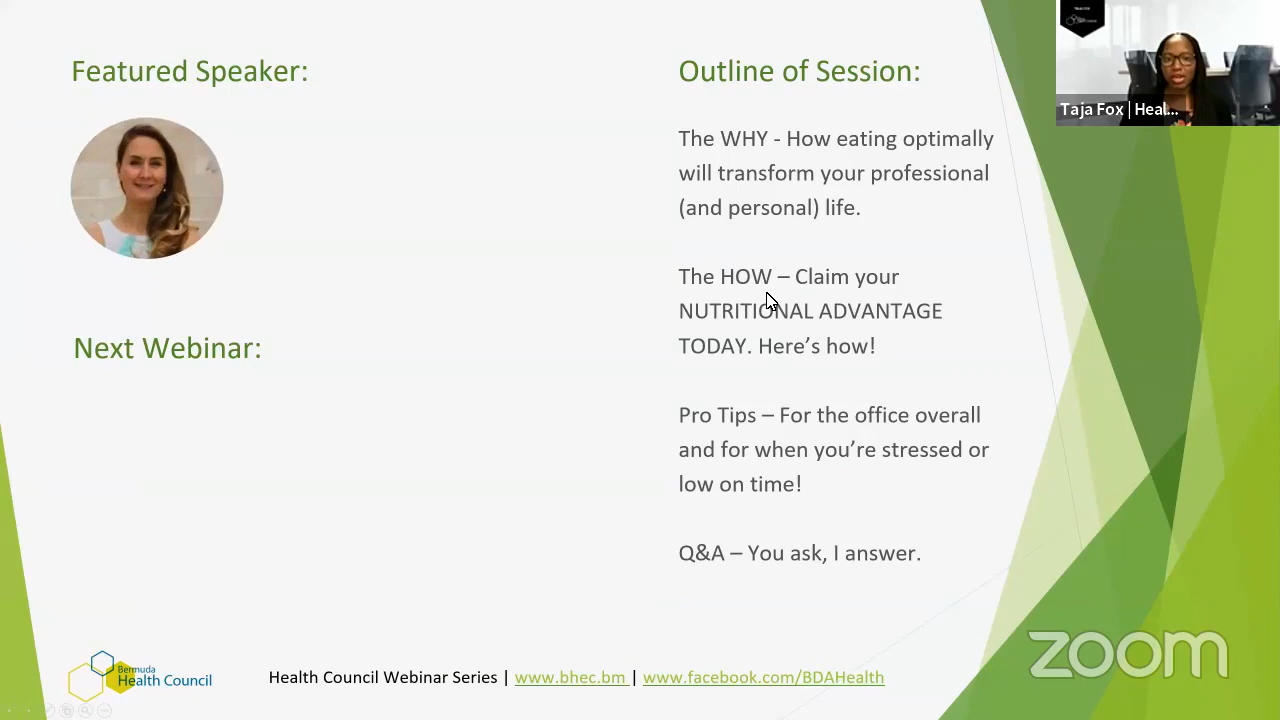 Featured Speaker:
Next Webinar:
Outline of Session:
The WHY - How eating optimally
will transform your professional
(and personal) life.
The HOW – Claim your
NUTRITIONAL ADVANTAGE
TODAY. Here’s how!
Pro Tips – For the office overall
and for when you’re stressed or
low on time!
Q&A – You ask, I answer.
Taja Fox | Heal...
Bermuda
Health Council
Health Council Webinar Series | www.bhec.bm | www.facebook.com/BDAHealth
zoom